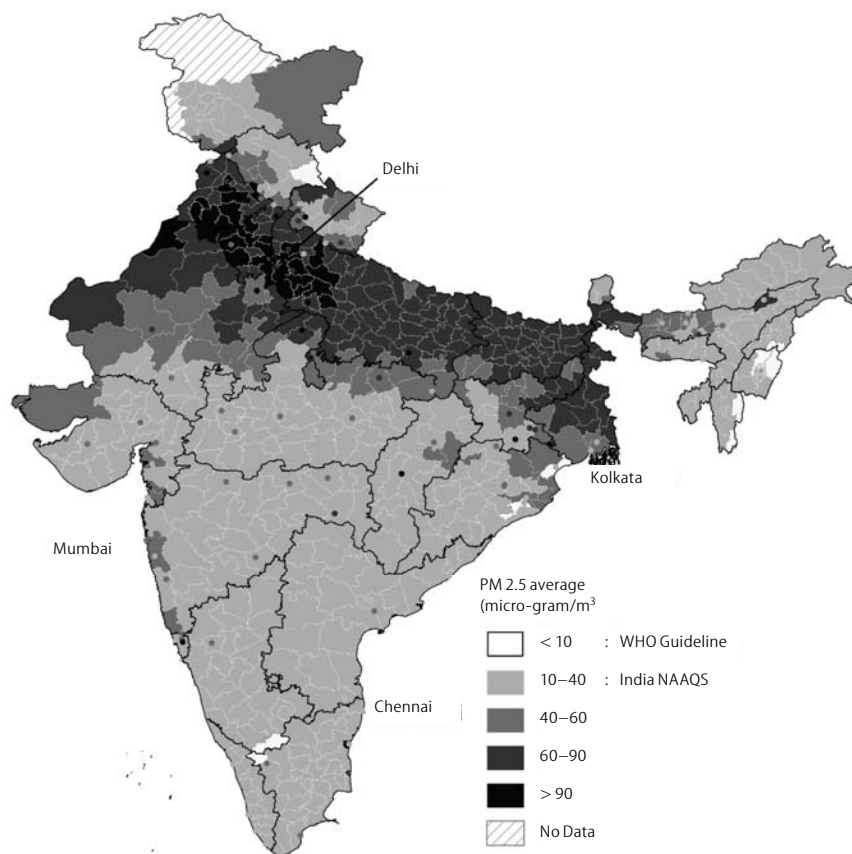 Delhi
Kolkata
Mumbai
Chennai
PM 2.5 average
(micro-gram/m³
< 10 : WHO Guideline
10–40 : India NAAQS
40–60
60–90
> 90
No Data